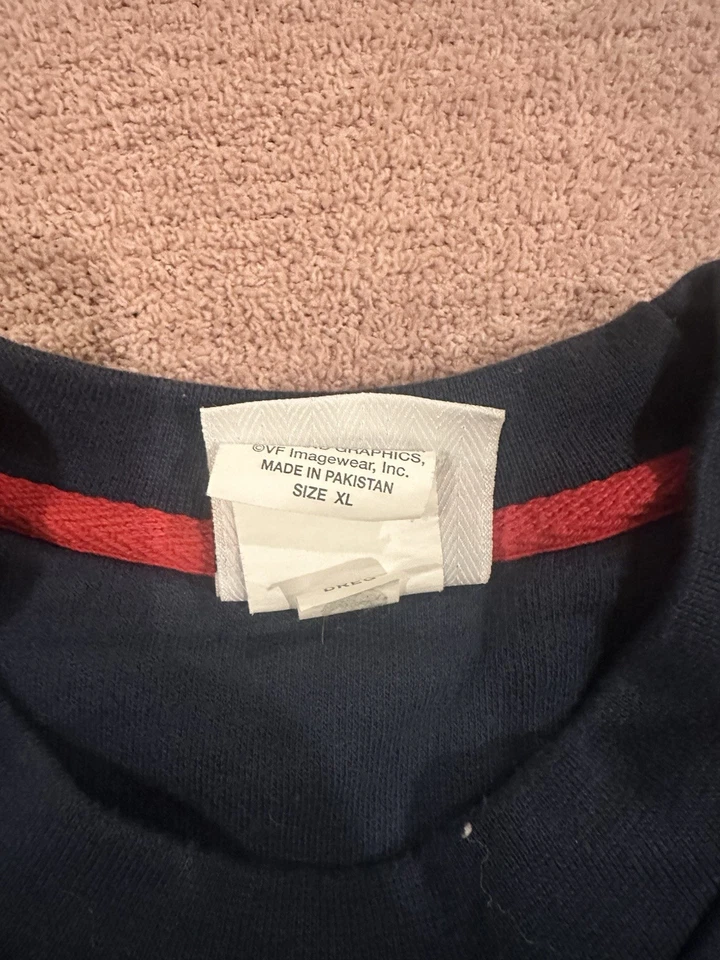 GRAPHICS,
©VF Imagewear, Inc.
MADE IN PAKISTAN
SIZE XL